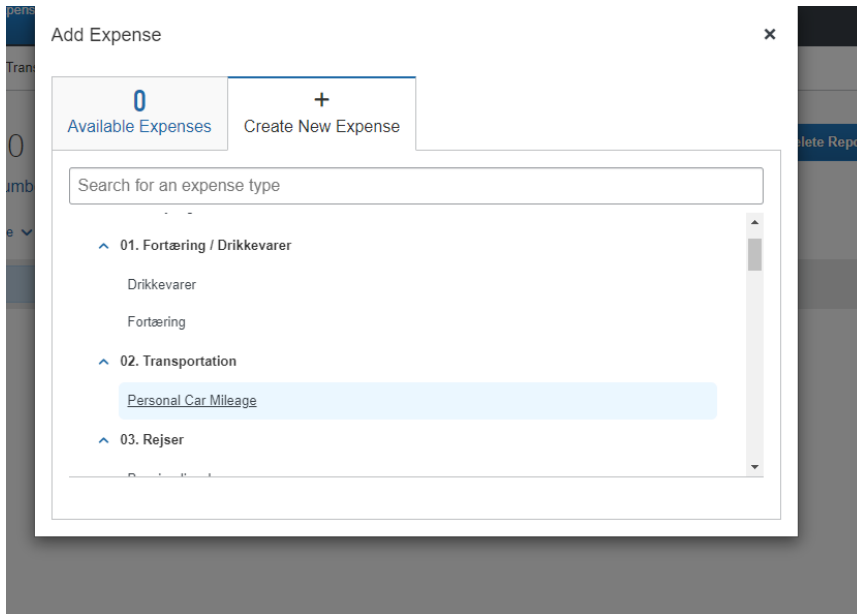 Add Expense
×
0
Available Expenses
+
Create New Expense
Search for an expense type
01. Fortæring / Drikkevarer
Drikkevarer
Fortæring
02. Transportation
Personal Car Mileage
03. Rejser
0